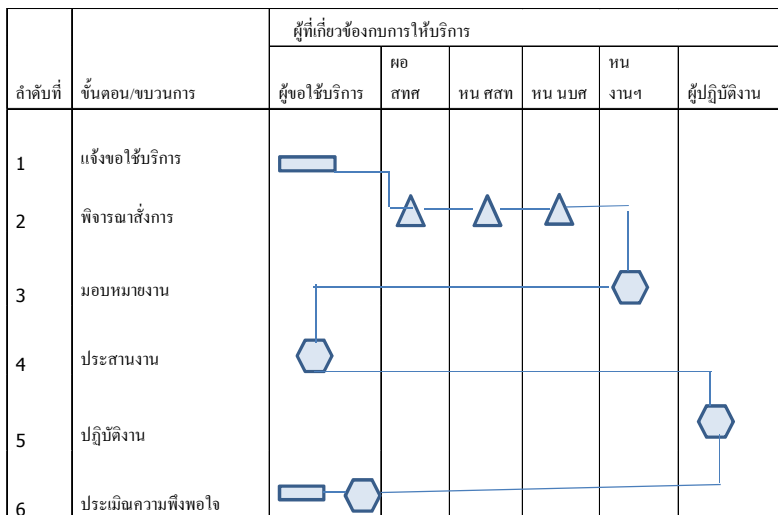 ผู้ที่เกี่ยวข้องกบการให้บริการ
ลำดับที่ ขั้นตอน/ขบวนการ ผู้ขอใช้บริการ ผอ สทศ หน ศสท หน นบศ หน งานฯ ผู้ปฏิบัติงาน
1 แจ้งขอใช้บริการ
2 พิจารณาสั่งการ
3 มอบหมายงาน
4 ประสานงาน
5 ปฏิบัติงาน
6 ประเมิณความพึงพอใจ